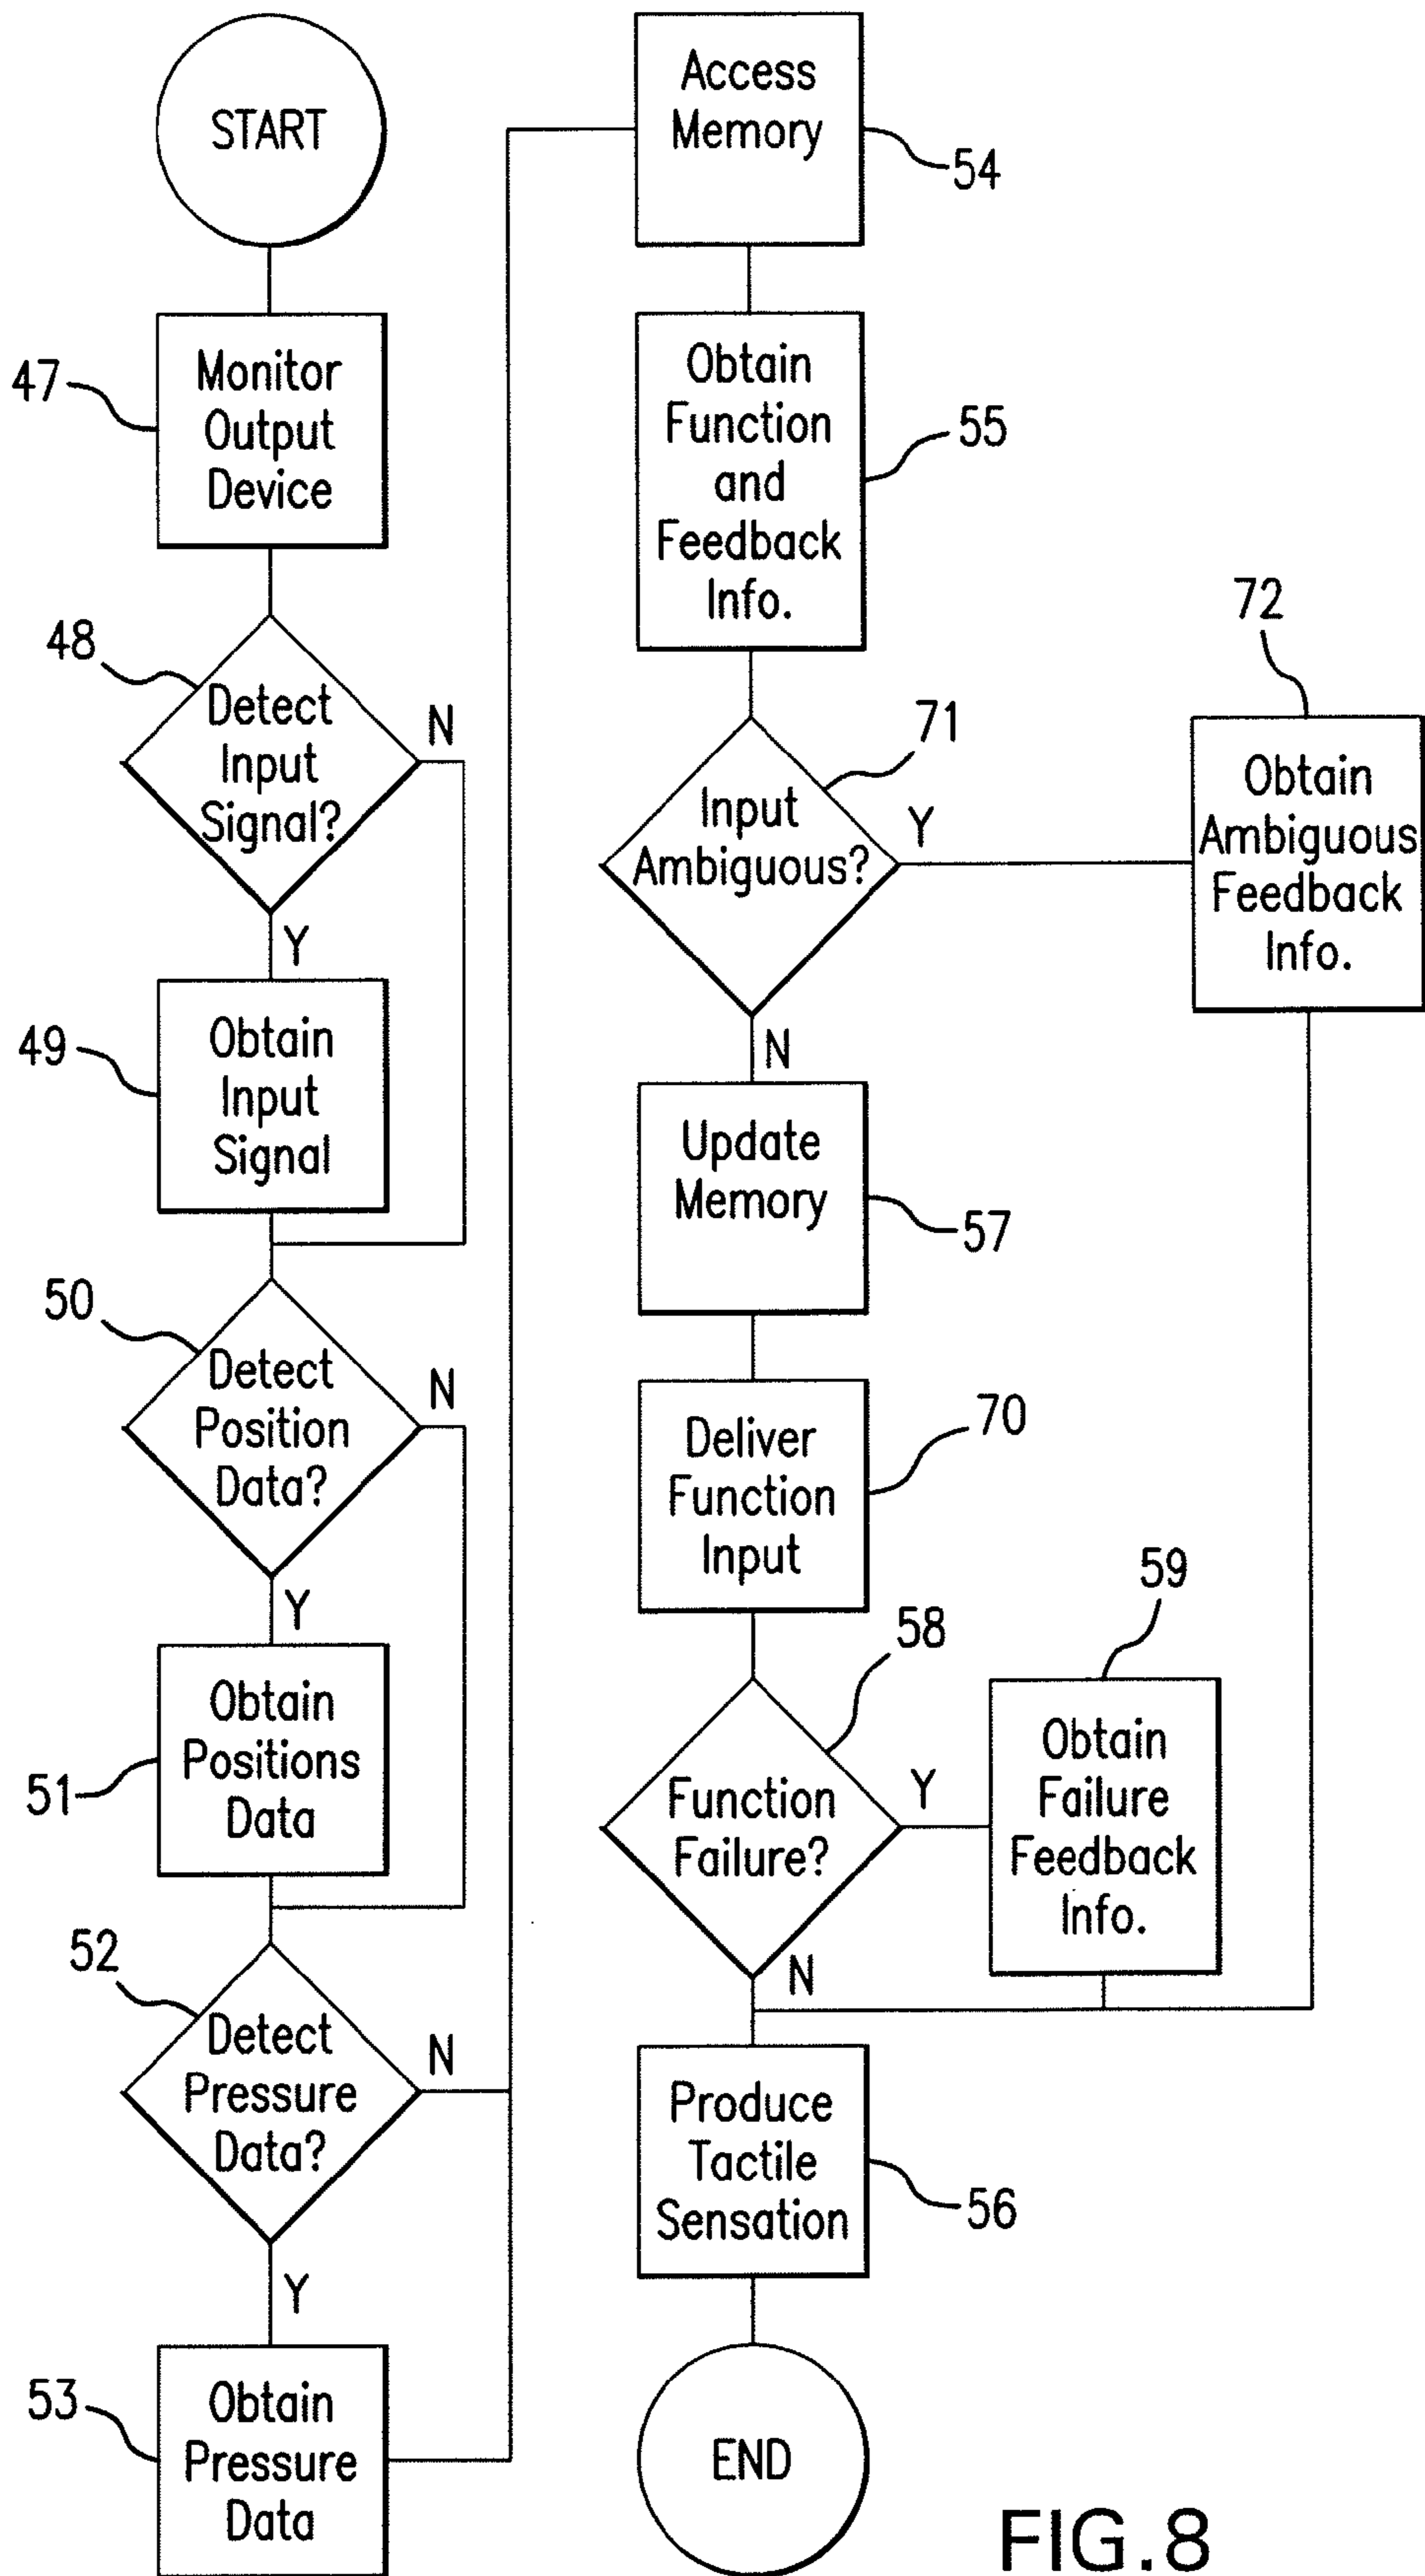 START
47
Monitor
Output
Device
48
Detect
Input
Signal?
N
Y
49
Obtain
Input
Signal
50
Detect
Position
Data?
N
Y
51
Obtain
Positions
Data
52
Detect
Pressure
Data?
N
Y
53
Obtain
Pressure
Data
Access
Memory
54
Obtain
Function
and
Feedback
Info.
55
71
Input
Ambiguous?
Y
N
72
Obtain
Ambiguous
Feedback
Info.
Update
Memory
57
Deliver
Function
Input
70
58
Function
Failure?
Y
N
59
Obtain
Failure
Feedback
Info.
Produce
Tactile
Sensation
56
END
FIG.8